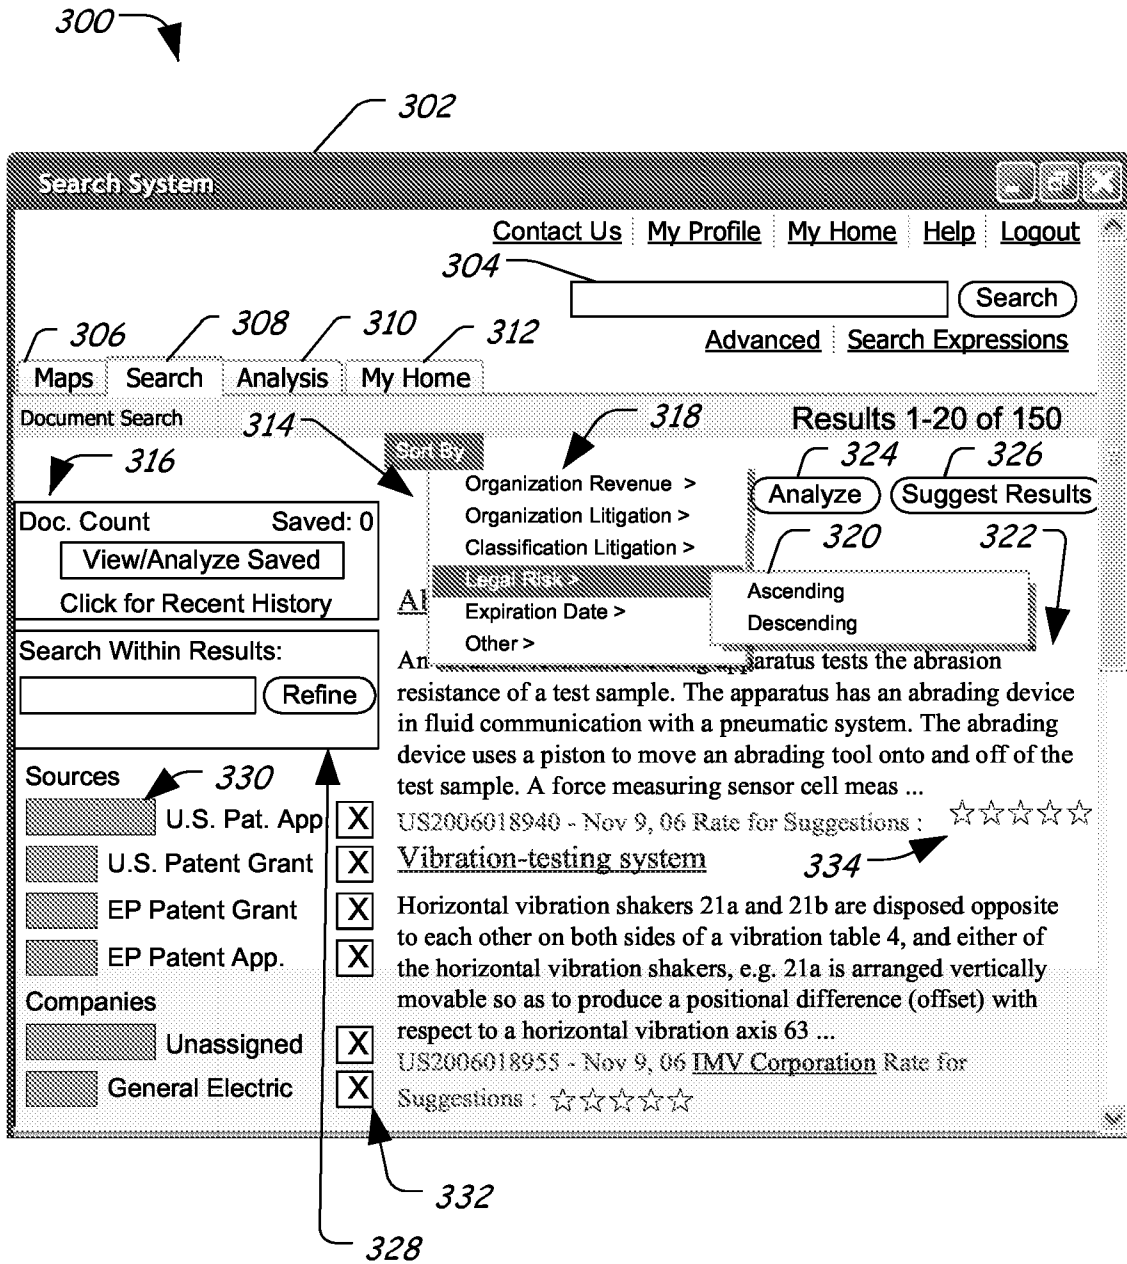 300
302
Search System
Contact Us My Profile My Home Help Logout
304
Search
306 308 310 312
Advanced Search Expressions
Maps Search Analysis My Home
Document Search
314
318
Results 1-20 of 150
316
Sort By
324 326
Organization Revenue >
Analyze Suggest Results
Doc. Count Saved: 0
Organization Litigation >
View/Analyze Saved
Classification Litigation >
320 322
Legal Risk >
Click for Recent History
Ascending
Expiration Date >
Descending
Other >
Search Within Results:
apparatus tests the abrasion
Refine
resistance of a test sample. The apparatus has an abrading device
in fluid communication with a pneumatic system. The abrading
device uses a piston to move an abrading tool onto and off of the
test sample. A force measuring sensor cell meas ...
Sources
330
U.S. Pat. App X
US2006018940 - Nov 9, 06 Rate for Suggestions :
U.S. Patent Grant X
Vibration-testing system
334
EP Patent Grant X
EP Patent App. X
Horizontal vibration shakers 21a and 21b are disposed opposite
to each other on both sides of a vibration table 4, and either of
the horizontal vibration shakers, e.g. 21a is arranged vertically
movable so as to produce a positional difference (offset) with
respect to a horizontal vibration axis 63 ...
Companies
Unassigned X
General Electric X
US2006018955 - Nov 9, 06 IMV Corporation Rate for
Suggestions :
332
328